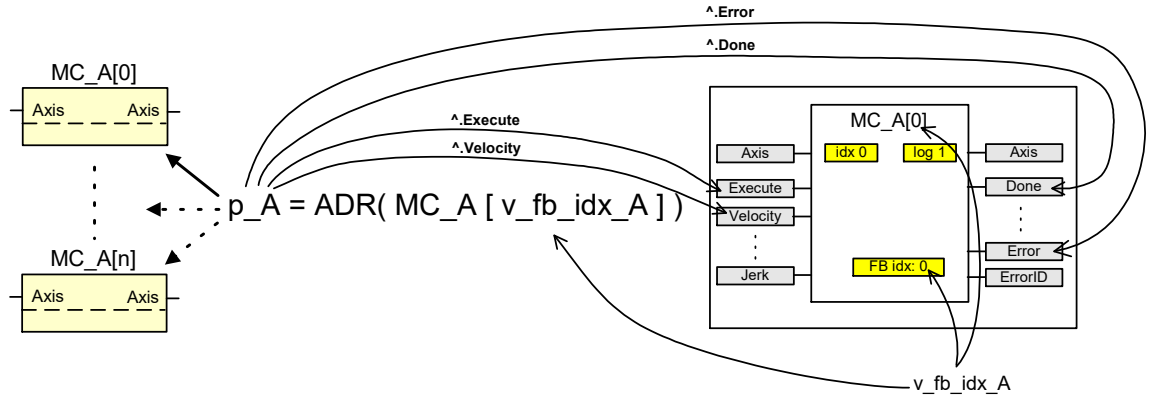 ^.Error
^.Done
MC_A[0]
Axis Axis
^.Execute
^.Velocity
p_A = ADR( MC_A [ v_fb_idx_A ] )
MC_A[n]
Axis Axis
MC_A[0]
Axis idx 0 log 1 Axis
Execute Done
Velocity
Error
FB idx: 0
Jerk ErrorID
v_fb_idx_A